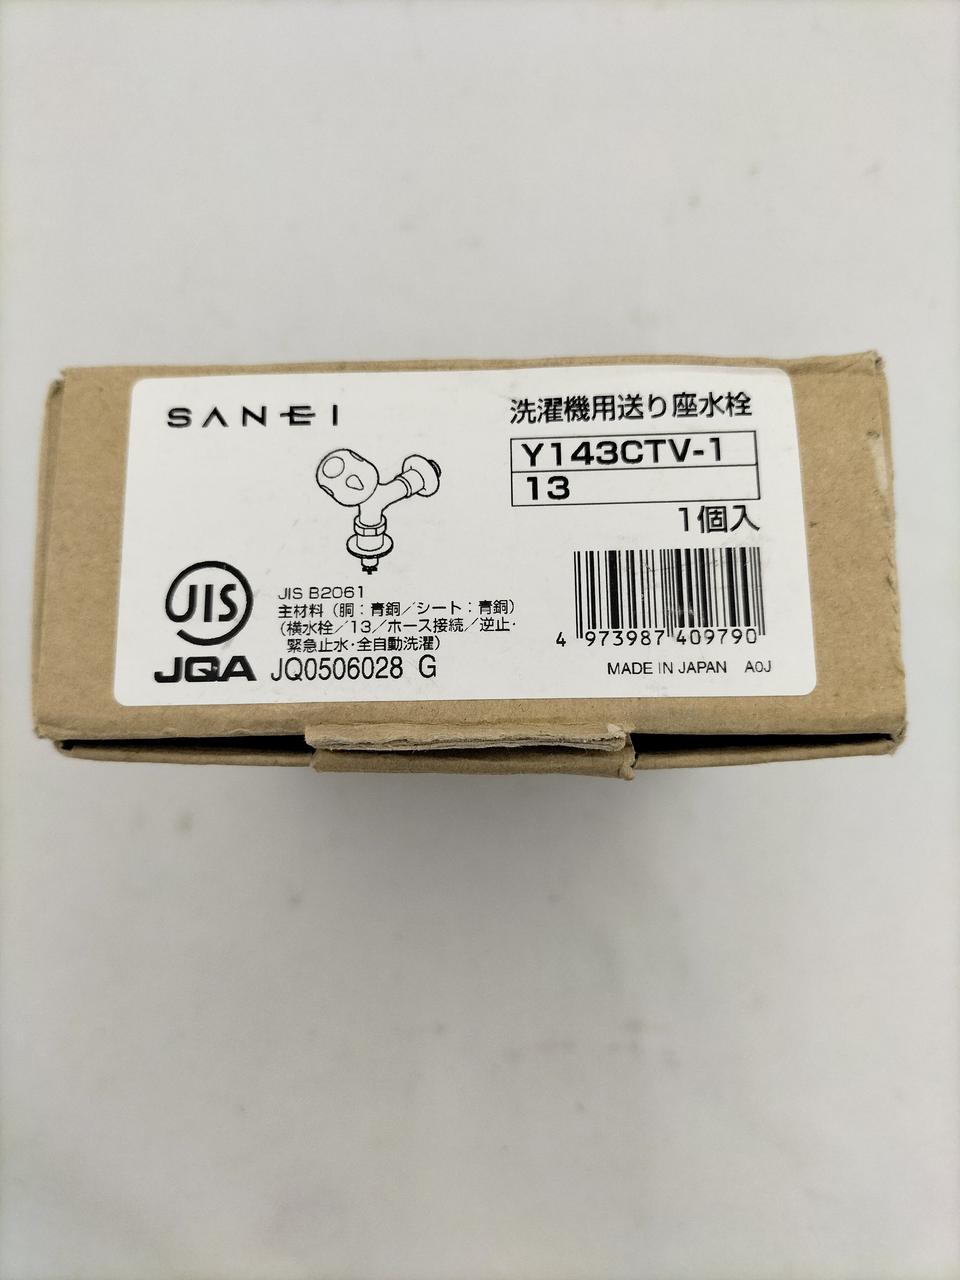 SANEI
洗濯機用送り座水栓
Y143CTV-1
13
1個入
JIS
JIS B2061
主材料（胴：青銅／シート：青銅）
（横水栓／13／ホース接続／逆止・
緊急止水・全自動洗濯）
JQA JQ0506028 G
4 973987 409790
MADE IN JAPAN A0J